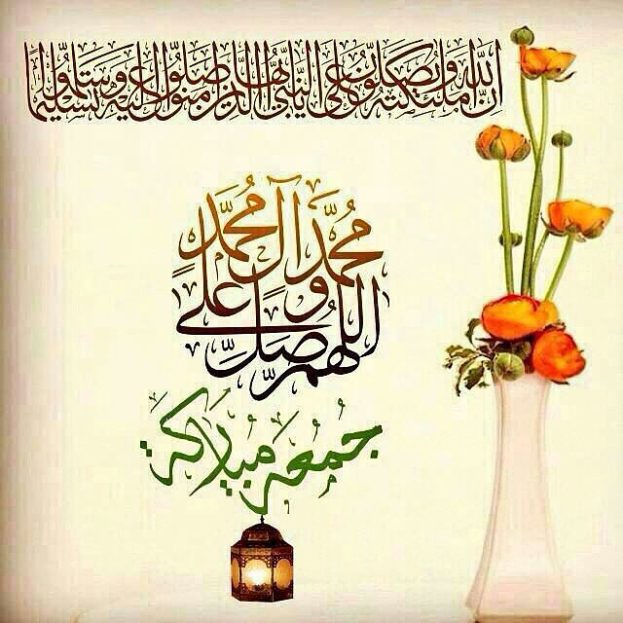 إن الله وملائكته يصلون على النبي يا أيها الذين آمنوا صلوا عليه وسلموا تسليما
اللهم صل على محمد وآل محمد
جمعة مباركة